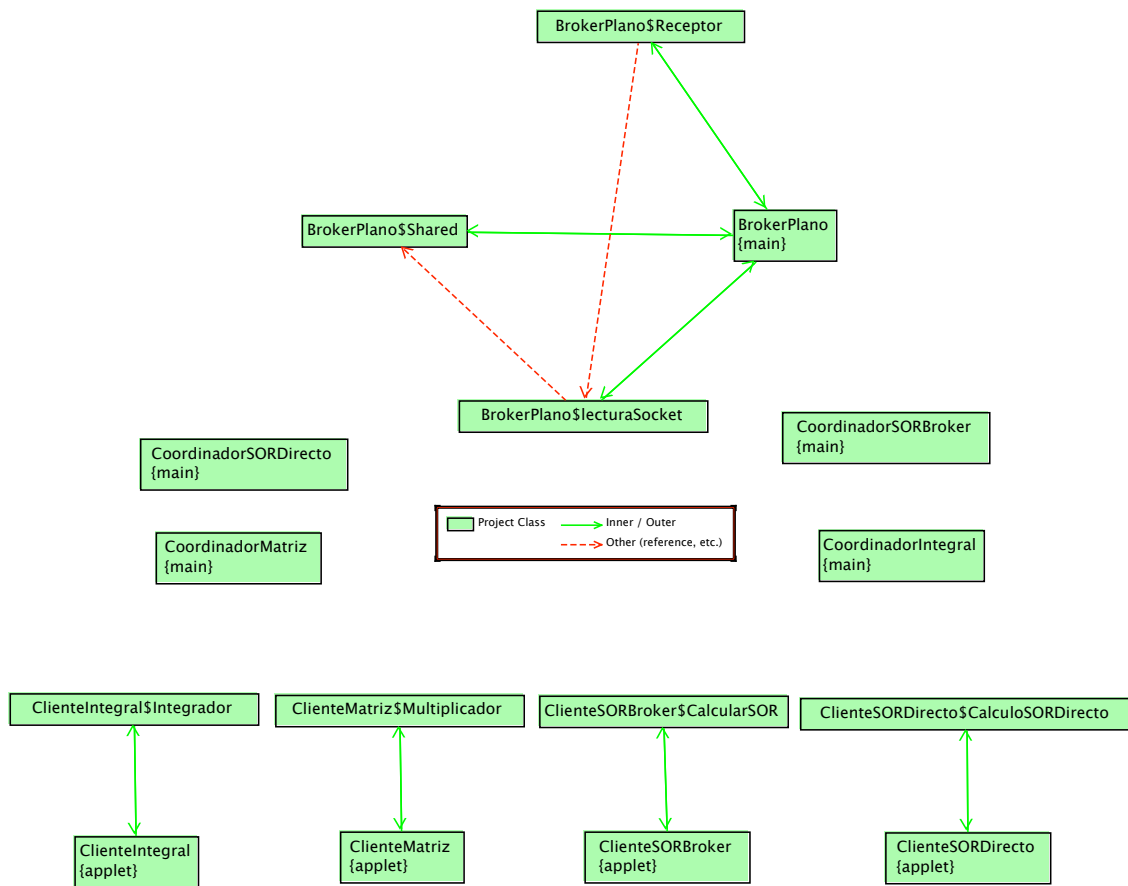 BrokerPlano$Receptor
BrokerPlano$Shared
BrokerPlano
{main}
BrokerPlano$lecturaSocket
CoordinadorSORBroker
{main}
CoordinadorSORDirecto
{main}
Project Class
Inner / Outer
Other (reference, etc.)
CoordinadorMatriz
{main}
CoordinadorIntegral
{main}
ClienteIntegral$Integrador
ClienteMatriz$Multiplicador
ClienteSORBroker$CalcularSOR
ClienteSORDirecto$CalculoSORDirecto
ClienteIntegral
{applet}
ClienteMatriz
{applet}
ClienteSORBroker
{applet}
ClienteSORDirecto
{applet}